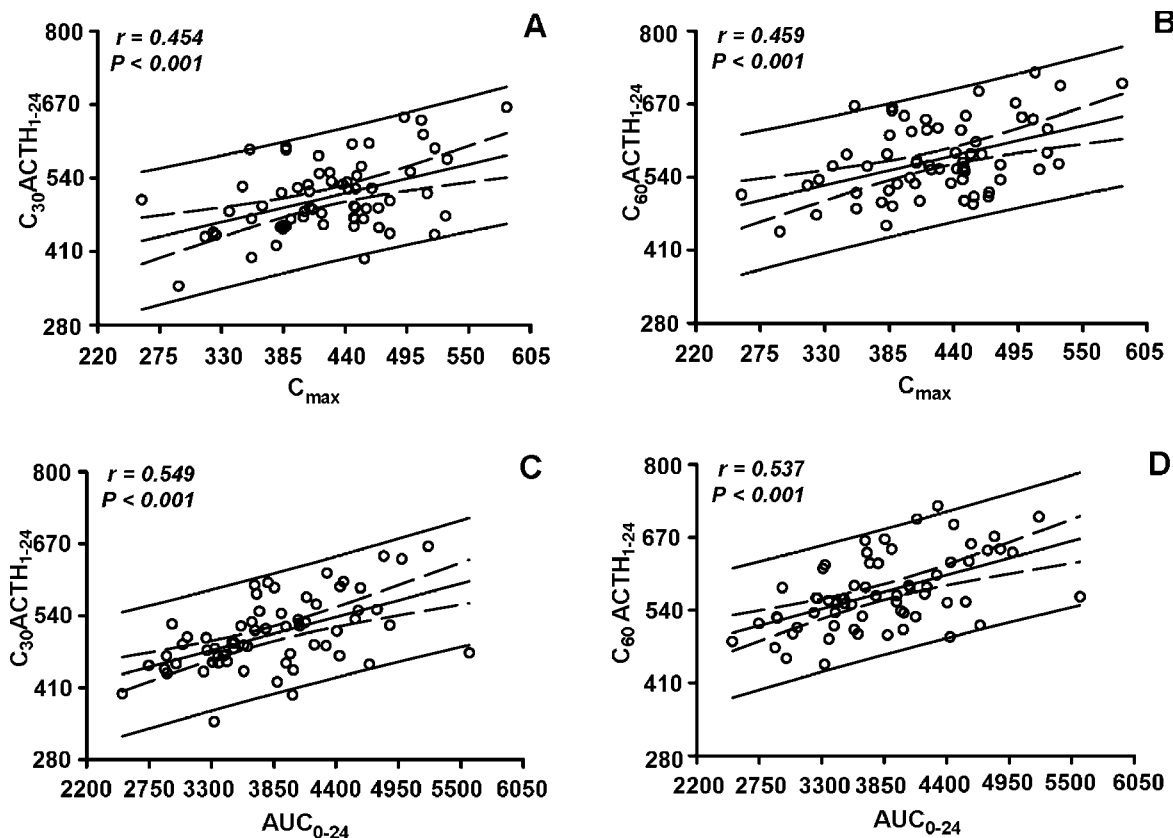 A
r = 0.454
P < 0.001
C30ACTH1-24
800
670
540
410
280
220 275 330 385 440 495 550 605
Cmax
B
r = 0.459
P < 0.001
C60ACTH1-24
800
670
540
410
280
220 275 330 385 440 495 550 605
Cmax
C
r = 0.549
P < 0.001
C30ACTH1-24
800
670
540
410
280
2200 2750 3300 3850 4400 4950 5500 6050
AUC0-24
D
r = 0.537
P < 0.001
C60 ACTH1-24
800
670
540
410
280
2200 2750 3300 3850 4400 4950 5500 6050
AUC0-24